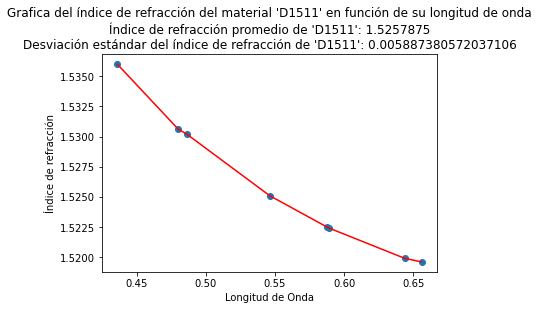 Grafica del índice de refracción del material 'D1511' en función de su longitud de onda
Índice de refracción promedio de 'D1511': 1.5257875
Desviación estándar del índice de refracción de 'D1511': 0.005887380572037106
1.5350
1.5325
1.5300
1.5275
1.5250
1.5225
1.5200
Índice de refracción
0.45
0.50
0.55
0.60
0.65
Longitud de Onda